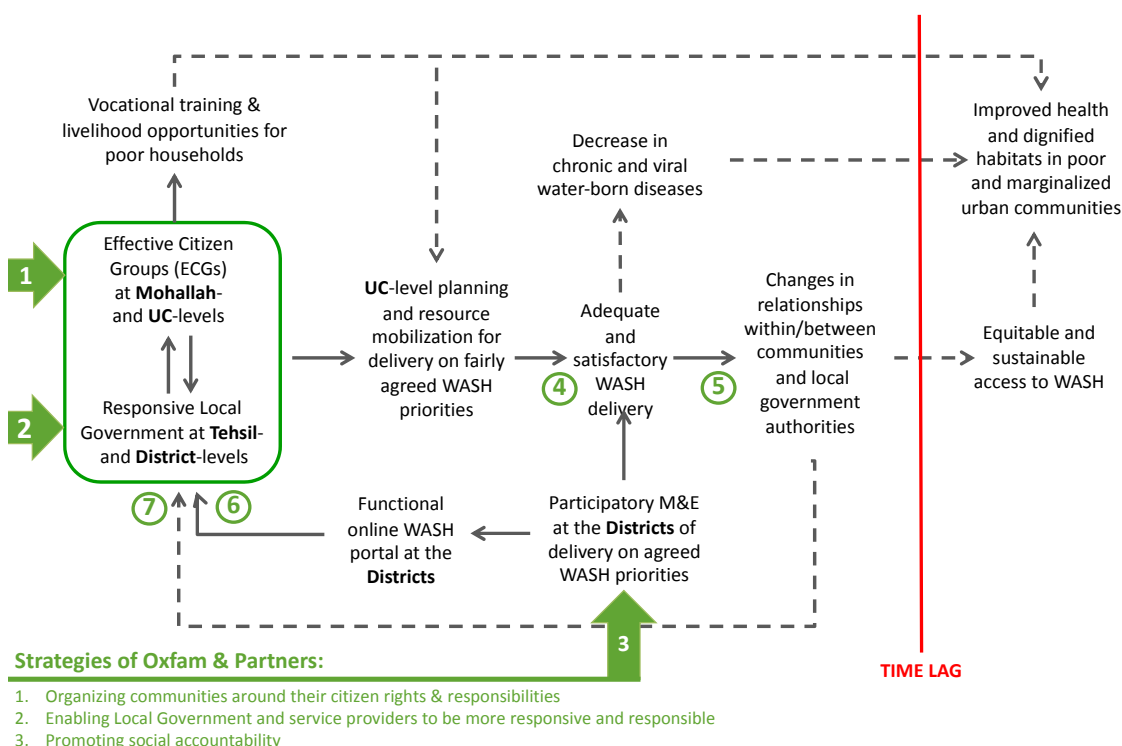 Vocational training &
livelihood opportunities for
poor households
Decrease in
chronic and viral
water-born diseases
Improved health
and dignified
habitats in poor
and marginalized
urban communities
1
Effective Citizen
Groups (ECGs)
at Mohallah-
and UC-levels
2
Responsive Local
Government at Tehsil-
and District-levels
UC-level planning
and resource
mobilization for
delivery on fairly
agreed WASH
priorities
4
Adequate
and
satisfactory
WASH
delivery
5
Changes in
relationships
within/between
communities
and local
government
authorities
Equitable and
sustainable
access to WASH
7
6
Functional
online WASH
portal at the
Districts
Participatory M&E
at the Districts of
delivery on agreed
WASH priorities
3
TIME LAG
Strategies of Oxfam & Partners:
1. Organizing communities around their citizen rights & responsibilities
2. Enabling Local Government and service providers to be more responsive and responsible
3. Promoting social accountability